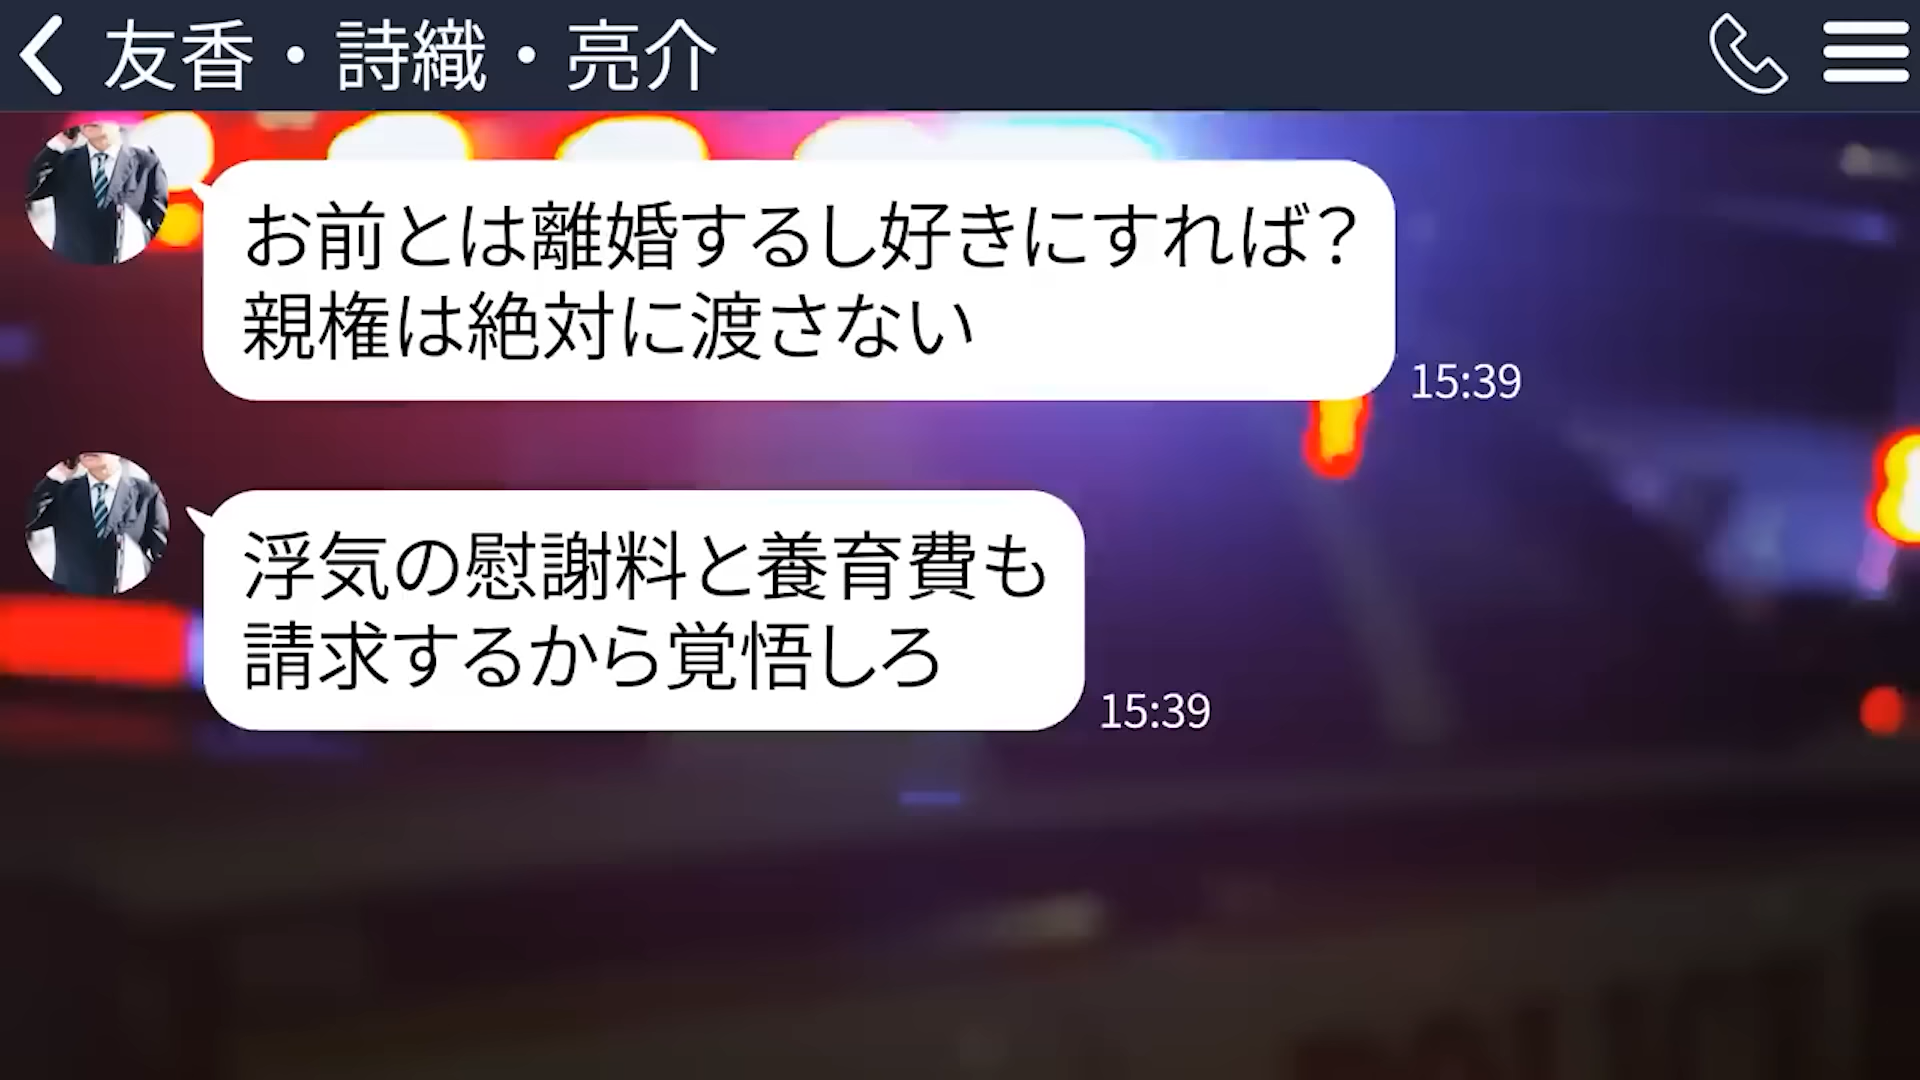 友香・詩織・亮介
お前とは離婚するし好きにすれば？
親権は絶対に渡さない
15:39
浮気の慰謝料と養育費も
請求するから覚悟しろ
15:39